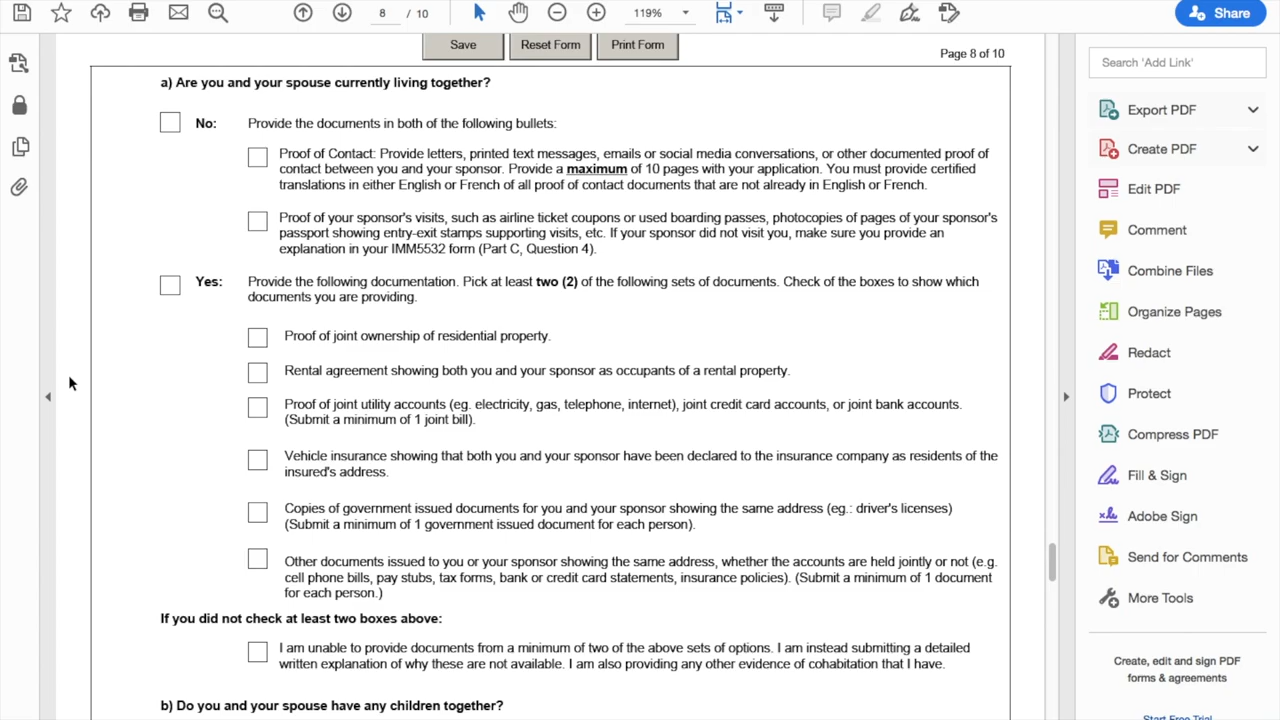 8 / 10
119%
Share
Save
Reset Form
Print Form
Page 8 of 10
Search 'Add Link'
a) Are you and your spouse currently living together?
No: Provide the documents in both of the following bullets:
Proof of Contact: Provide letters, printed text messages, emails or social media conversations, or other documented proof of
contact between you and your sponsor. Provide a maximum of 10 pages with your application. You must provide certified
translations in either English or French of all proof of contact documents that are not already in English or French.
Proof of your sponsor's visits, such as airline ticket coupons or used boarding passes, photocopies of pages of your sponsor's
passport showing entry-exit stamps supporting visits, etc. If your sponsor did not visit you, make sure you provide an
explanation in your IMM5532 form (Part C, Question 4).
Yes: Provide the following documentation. Pick at least two (2) of the following sets of documents. Check of the boxes to show which
documents you are providing.
Proof of joint ownership of residential property.
Rental agreement showing both you and your sponsor as occupants of a rental property.
Proof of joint utility accounts (eg. electricity, gas, telephone, internet), joint credit card accounts, or joint bank accounts.
(Submit a minimum of 1 joint bill).
Vehicle insurance showing that both you and your sponsor have been declared to the insurance company as residents of the
insured's address.
Copies of government issued documents for you and your sponsor showing the same address (eg.: driver's licenses)
(Submit a minimum of 1 government issued document for each person).
Other documents issued to you or your sponsor showing the same address, whether the accounts are held jointly or not (e.g.
cell phone bills, pay stubs, tax forms, bank or credit card statements, insurance policies). (Submit a minimum of 1 document
for each person.)
If you did not check at least two boxes above:
I am unable to provide documents from a minimum of two of the above sets of options. I am instead submitting a detailed
written explanation of why these are not available. I am also providing any other evidence of cohabitation that I have.
b) Do you and your spouse have any children together?
Export PDF
Create PDF
Edit PDF
Comment
Combine Files
Organize Pages
Redact
Protect
Compress PDF
Fill & Sign
Adobe Sign
Send for Comments
More Tools
Create, edit and sign PDF
forms & agreements
Start Free Trial